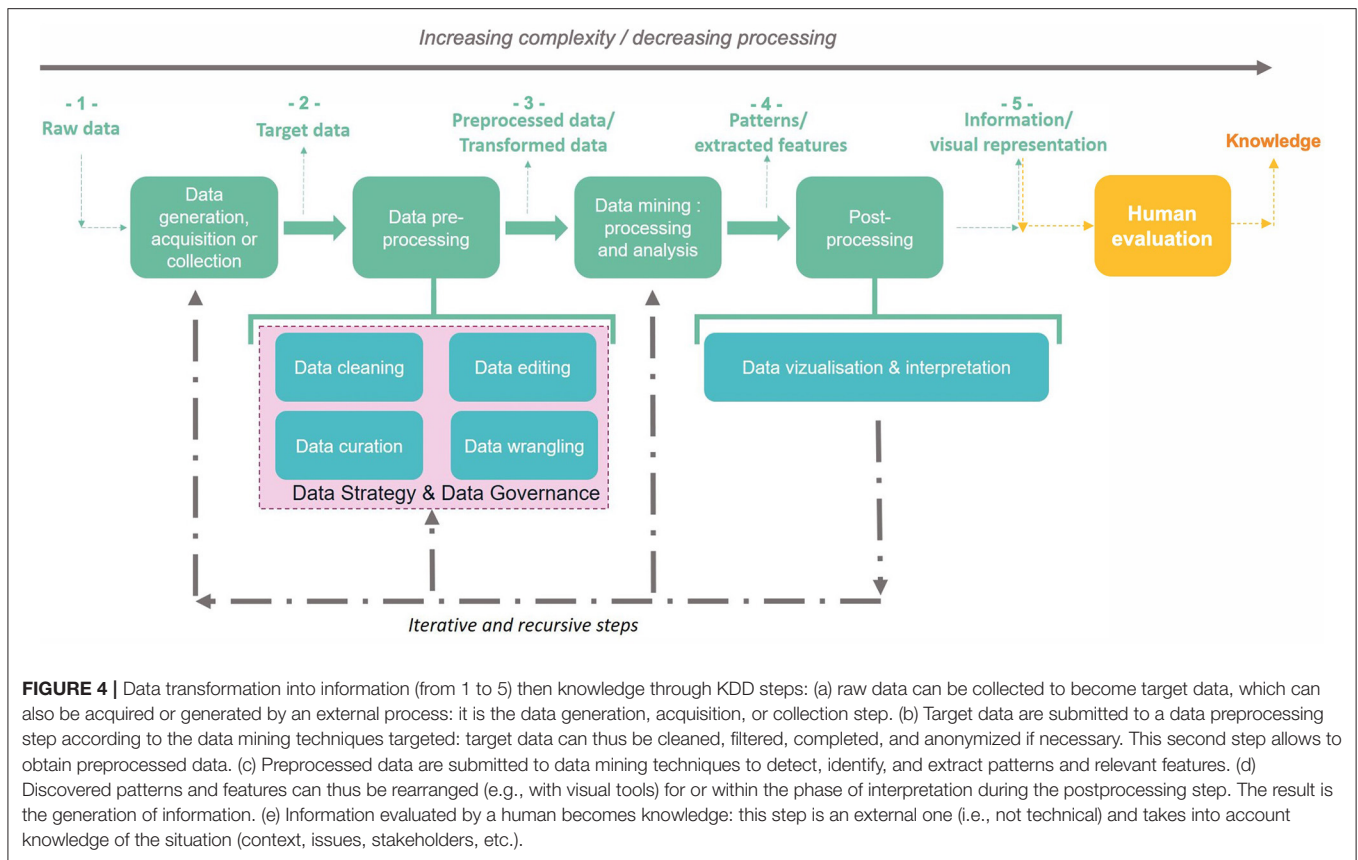 Increasing complexity / decreasing processing
- 1 -
Raw data
- 2 -
Target data
- 3 -
Preprocessed data/
Transformed data
- 4 -
Patterns/
extracted features
- 5 -
Information/
visual representation
Knowledge
Data
generation,
acquisition or
collection
Data pre-
processing
Data mining :
processing
and analysis
Post-
processing
Human
evaluation
Data cleaning
Data editing
Data curation
Data wrangling
Data Strategy & Data Governance
Data vizualisation & interpretation
Iterative and recursive steps
FIGURE 4 | Data transformation into information (from 1 to 5) then knowledge through KDD steps: (a) raw data can be collected to become target data, which can
also be acquired or generated by an external process: it is the data generation, acquisition, or collection step. (b) Target data are submitted to a data preprocessing
step according to the data mining techniques targeted: target data can thus be cleaned, filtered, completed, and anonymized if necessary. This second step allows to
obtain preprocessed data. (c) Preprocessed data are submitted to data mining techniques to detect, identify, and extract patterns and relevant features. (d)
Discovered patterns and features can thus be rearranged (e.g., with visual tools) for or within the phase of interpretation during the postprocessing step. The result is
the generation of information. (e) Information evaluated by a human becomes knowledge: this step is an external one (i.e., not technical) and takes into account
knowledge of the situation (context, issues, stakeholders, etc.).